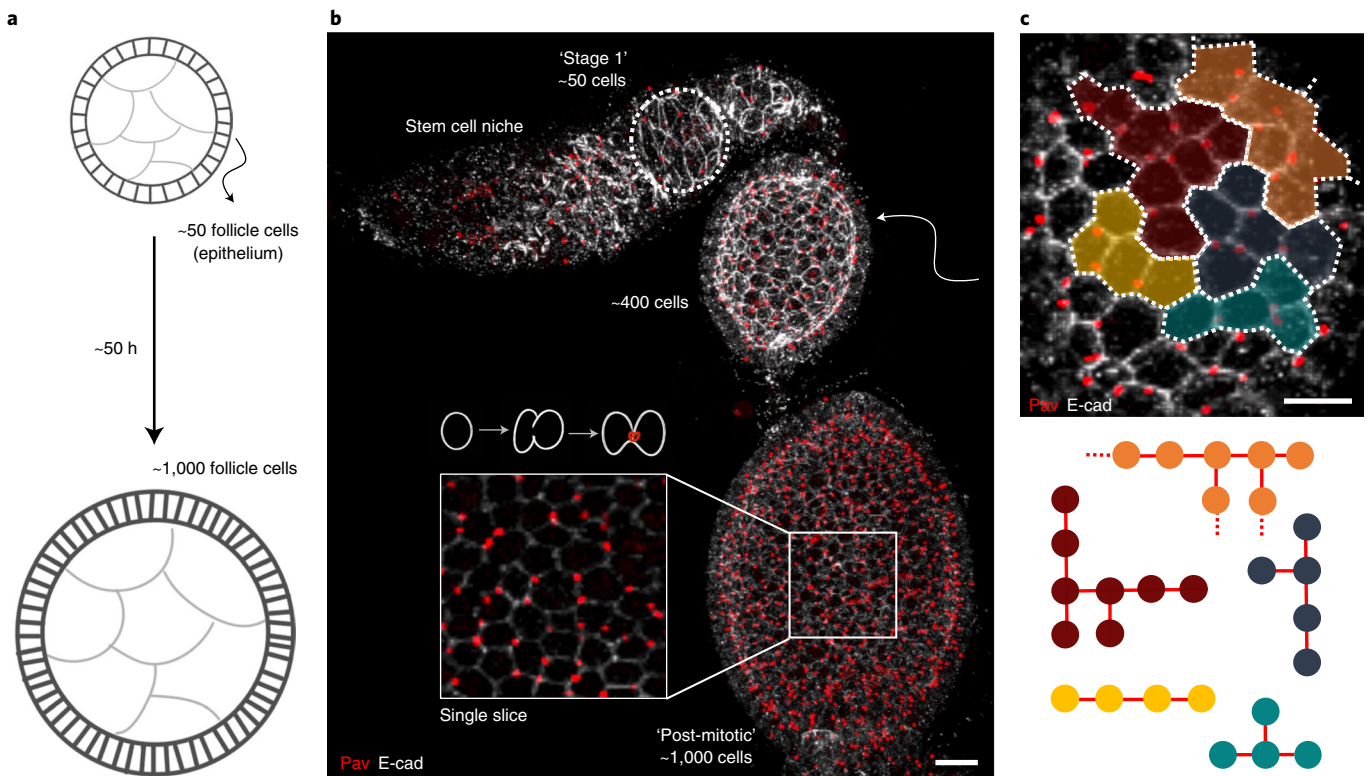 a
~50 follicle cells
(epithelium)
~50 h
~1,000 follicle cells
b
'Stage 1'
~50 cells
Stem cell niche
~400 cells
Single slice
'Post-mitotic'
~1,000 cells
Pav E-cad
c
Pav E-cad